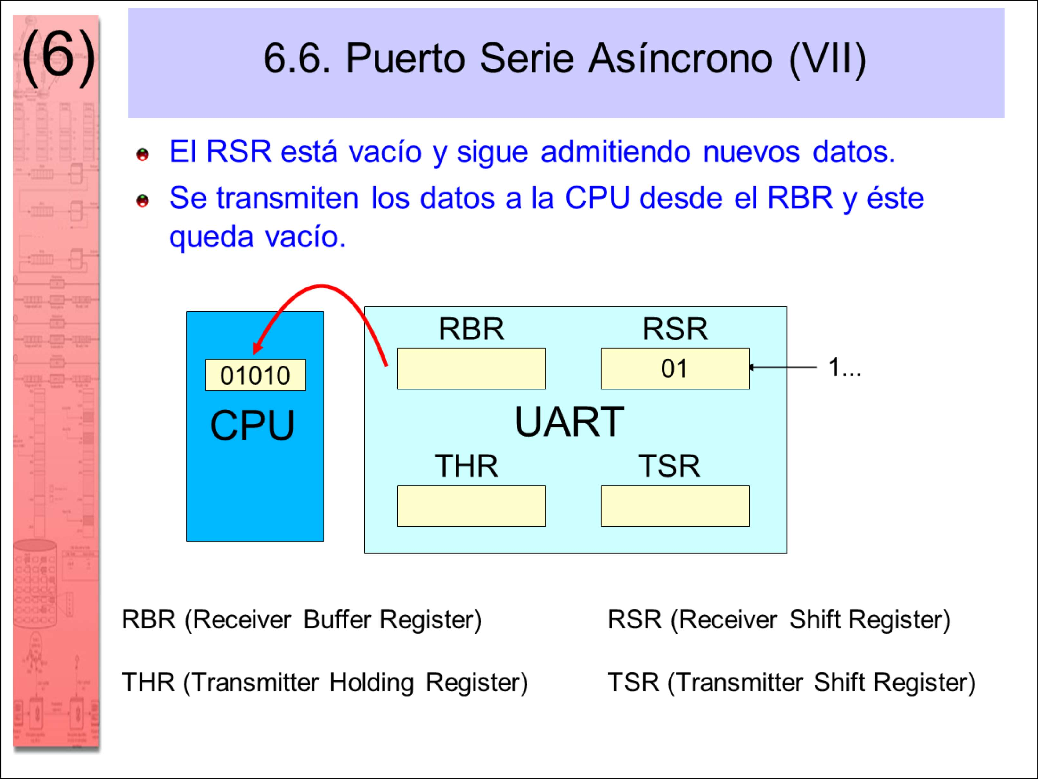 (6)
6.6. Puerto Serie Asíncrono (VII)
El RSR está vacío y sigue admitiendo nuevos datos.
Se transmiten los datos a la CPU desde el RBR y éste
queda vacío.
RBR RSR
01010 01 1...
CPU UART
THR TSR
RBR (Receiver Buffer Register) RSR (Receiver Shift Register)
THR (Transmitter Holding Register) TSR (Transmitter Shift Register)